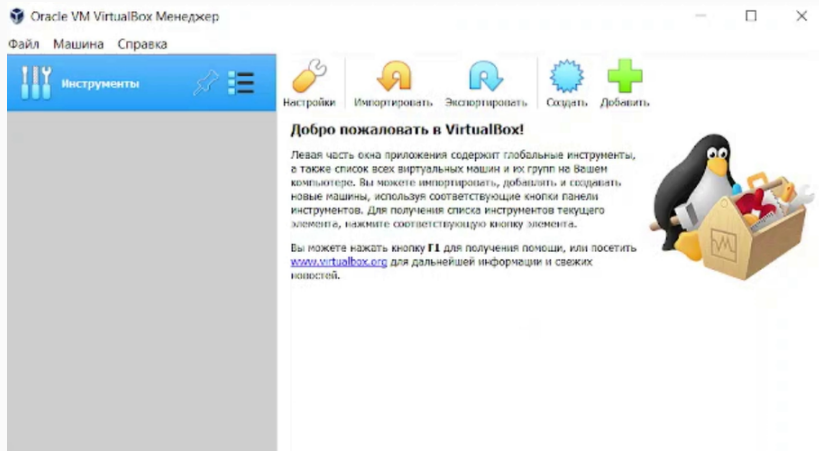 Oracle VM VirtualBox Менеджер
Файл Машина Справка
Инструменты
Настройки Импортировать Экспортировать Создать Добавить
Добро пожаловать в VirtualBox!
Левая часть окна приложения содержит глобальные инструменты,
а также список всех виртуальных машин и их групп на Вашем
компьютере. Вы можете импортировать, добавлять и создавать
новые машины, используя соответствующие кнопки панели
инструментов. Для получения списка инструментов текущего
элемента, нажмите соответствующую кнопку элемента.
Вы можете нажать кнопку F1 для получения помощи, или посетить
www.virtualbox.org для дальнейшей информации и свежих
новостей.